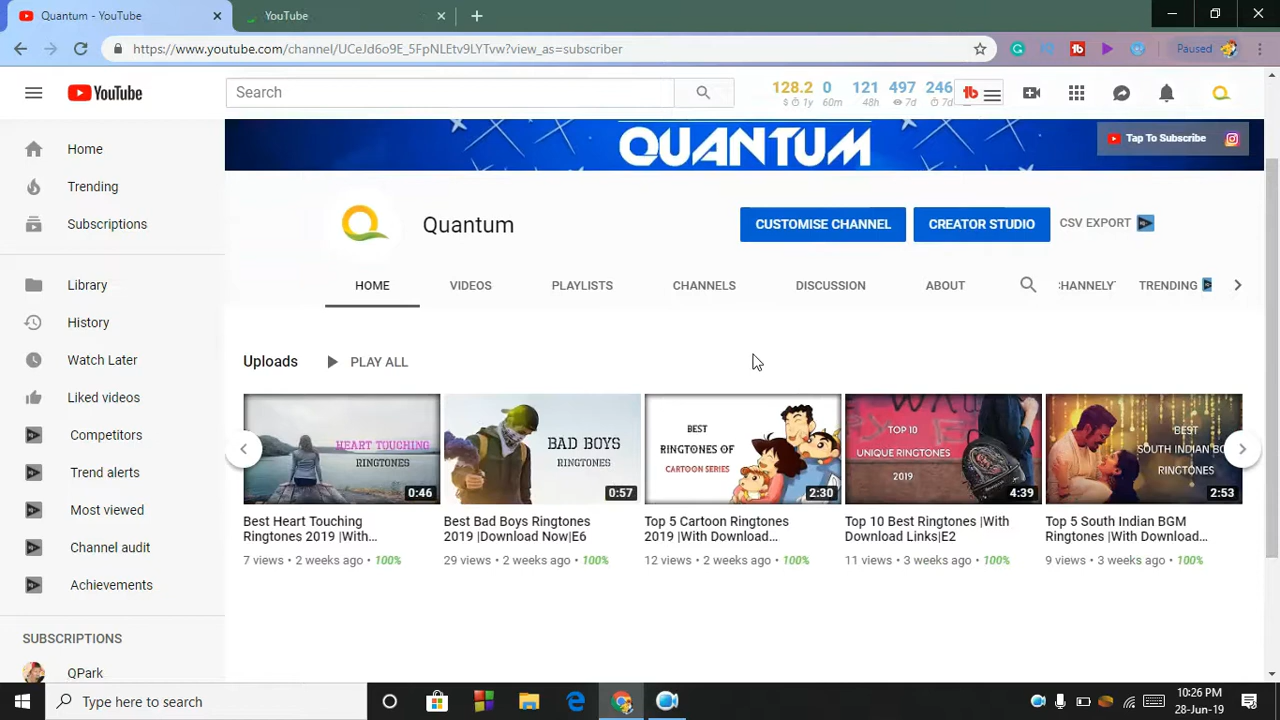 Quantum - YouTube
YouTube
https://www.youtube.com/channel/UCeJd6o9E_5FpNLEtv9LYTvw?view_as=subscriber
Paused
YouTube
Search
128.2 0 121 497 246
1y 60m 48h 7d 7d
tb
QUANTUM
Tap To Subscribe
Home
Trending
Subscriptions
Library
History
Watch Later
Liked videos
Competitors
Trend alerts
Most viewed
Channel audit
Achievements
SUBSCRIPTIONS
QPark
Quantum
CUSTOMISE CHANNEL
CREATOR STUDIO
CSV EXPORT
HOME
VIDEOS
PLAYLISTS
CHANNELS
DISCUSSION
ABOUT
CHANNELY
TRENDING
Uploads
PLAY ALL
HEART TOUCHING
RINGTONES
0:46
Best Heart Touching
Ringtones 2019 |With...
7 views • 2 weeks ago • 100%
BAD BOYS
RINGTONES
0:57
Best Bad Boys Ringtones
2019 |Download Now|E6
29 views • 2 weeks ago • 100%
BEST
RINGTONES OF
CARTOON SERIES
2:30
Top 5 Cartoon Ringtones
2019 |With Download...
12 views • 2 weeks ago • 100%
TOP 10
UNIQUE RINGTONES
2019
4:39
Top 10 Best Ringtones |With
Download Links|E2
11 views • 3 weeks ago • 100%
BEST
SOUTH INDIAN BG
RINGTONES
2:53
Top 5 South Indian BGM
Ringtones |With Download...
9 views • 3 weeks ago • 100%
Type here to search
10:26 PM
28-Jun-19